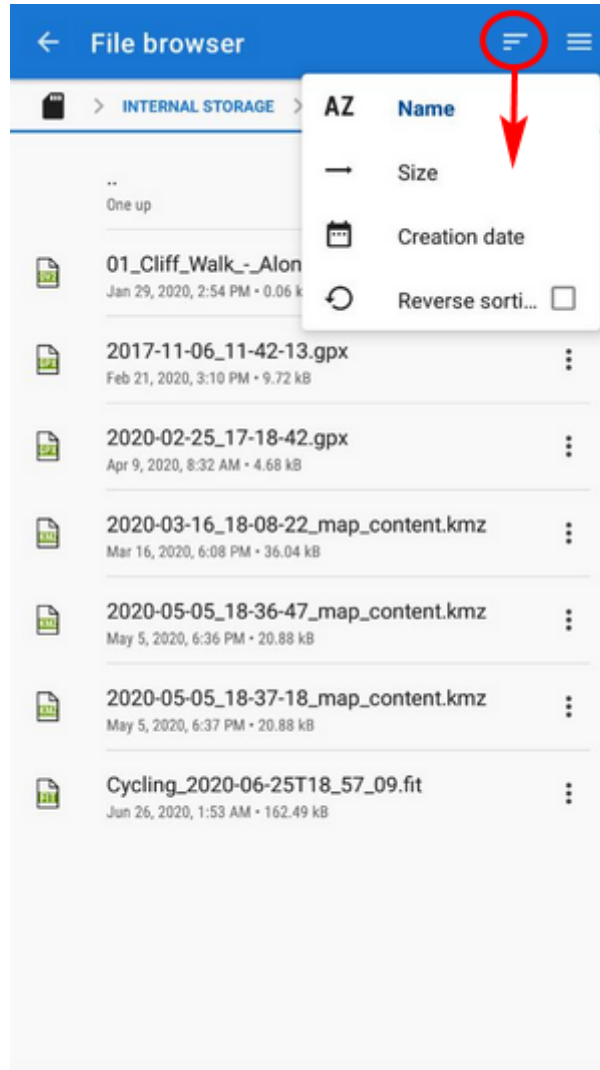 File browser
INTERNAL STORAGE
AZ Name
Size
Creation date
Reverse sorti...
..
One up
01_Cliff_Walk_-_Alon
Jan 29, 2020, 2:54 PM • 0.06 k
2017-11-06_11-42-13.gpx
Feb 21, 2020, 3:10 PM • 9.72 kB
2020-02-25_17-18-42.gpx
Apr 9, 2020, 8:32 AM • 4.68 kB
2020-03-16_18-08-22_map_content.kmz
Mar 16, 2020, 6:08 PM • 36.04 kB
2020-05-05_18-36-47_map_content.kmz
May 5, 2020, 6:36 PM • 20.88 kB
2020-05-05_18-37-18_map_content.kmz
May 5, 2020, 6:37 PM • 20.88 kB
Cycling_2020-06-25T18_57_09.fit
Jun 26, 2020, 1:53 AM • 162.49 kB